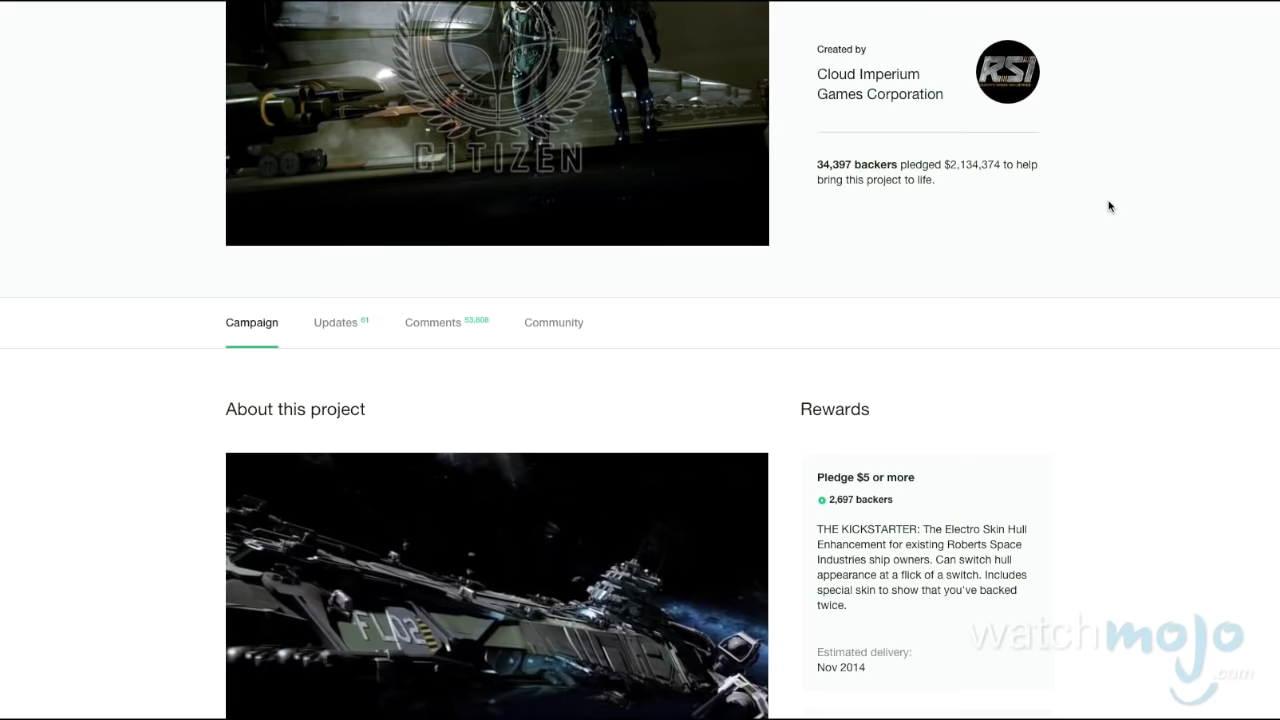 CITIZEN
Created by
Cloud Imperium
Games Corporation
RSI
34,397 backers pledged $2,134,374 to help
bring this project to life.
Campaign
Updates 61
Comments 53,808
Community
About this project
Rewards
FL02
Pledge $5 or more
2,697 backers
THE KICKSTARTER: The Electro Skin Hull
Enhancement for existing Roberts Space
Industries ship owners. Can switch hull
appearance at a flick of a switch. Includes
special skin to show that you've backed
twice.
Estimated delivery:
Nov 2014
watchmojo
.com